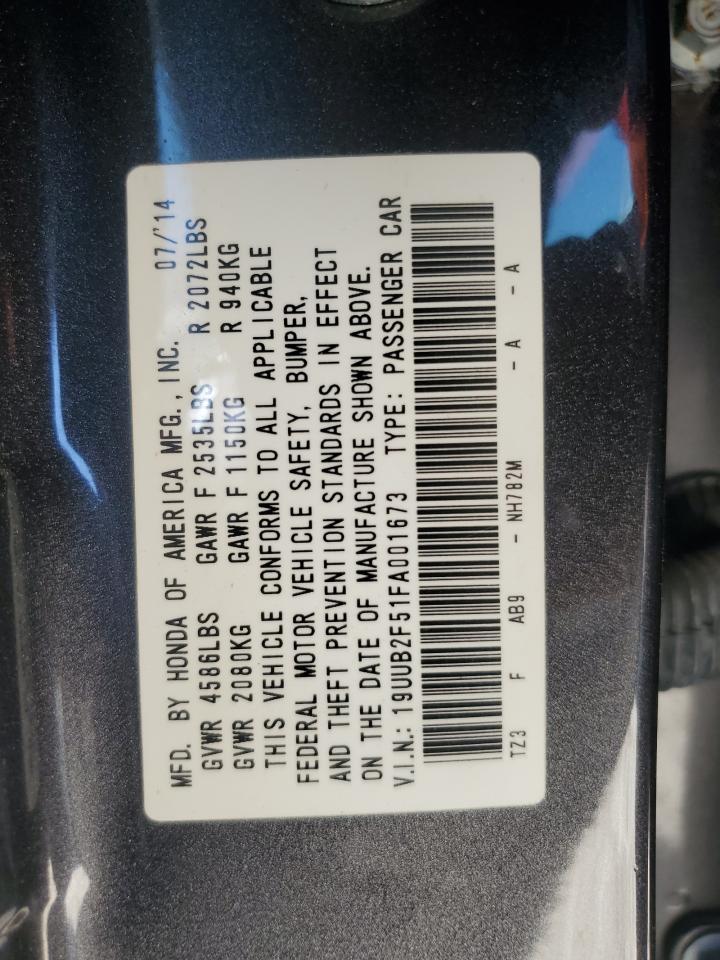 MFD. BY HONDA OF AMERICA MFG., INC. 07/'14
GVWR 4586LBS GAWR F 2535LBS R 2072LBS
GVWR 2080KG GAWR F 1150KG R 940KG
THIS VEHICLE CONFORMS TO ALL APPLICABLE
FEDERAL MOTOR VEHICLE SAFETY, BUMPER,
AND THEFT PREVENTION STANDARDS IN EFFECT
ON THE DATE OF MANUFACTURE SHOWN ABOVE.
V.I.N.: 19UUB2F51FA001673 TYPE: PASSENGER CAR
TZ3 F AB9 - NH782M - A - A